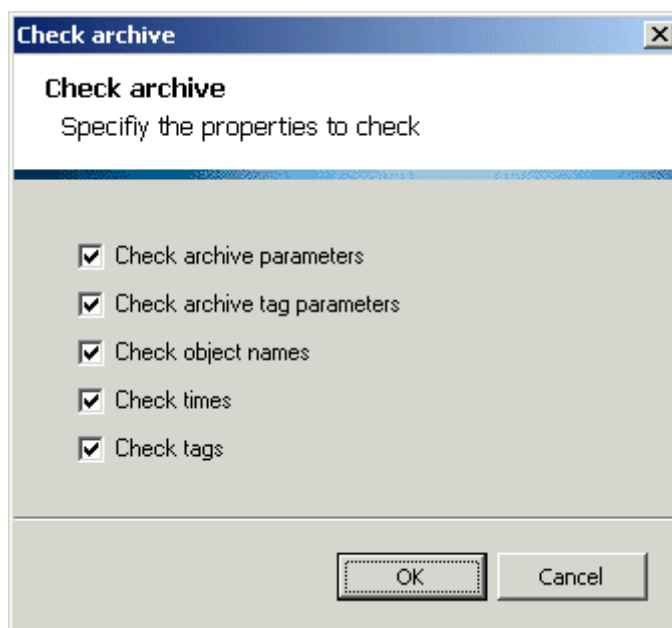 Check archive
Check archive
Specifiy the properties to check
Check archive parameters
Check archive tag parameters
Check object names
Check times
Check tags
OK
Cancel